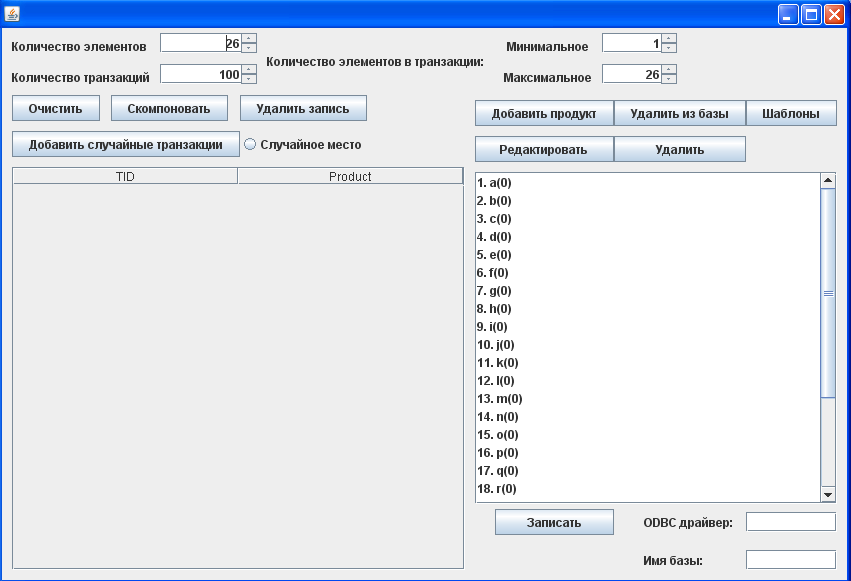 Количество элементов 26 Количество элементов в транзакции: Минимальное 1
Количество транзакций 100 Максимальное 26
Очистить Скомпоновать Удалить запись
Добавить продукт Удалить из базы Шаблоны
Добавить случайные транзакции Случайное место
Редактировать Удалить
TID Product
1. a(0)
2. b(0)
3. c(0)
4. d(0)
5. e(0)
6. f(0)
7. g(0)
8. h(0)
9. i(0)
10. j(0)
11. k(0)
12. l(0)
13. m(0)
14. n(0)
15. o(0)
16. p(0)
17. q(0)
18. r(0)
Записать ODBC драйвер:
Имя базы: